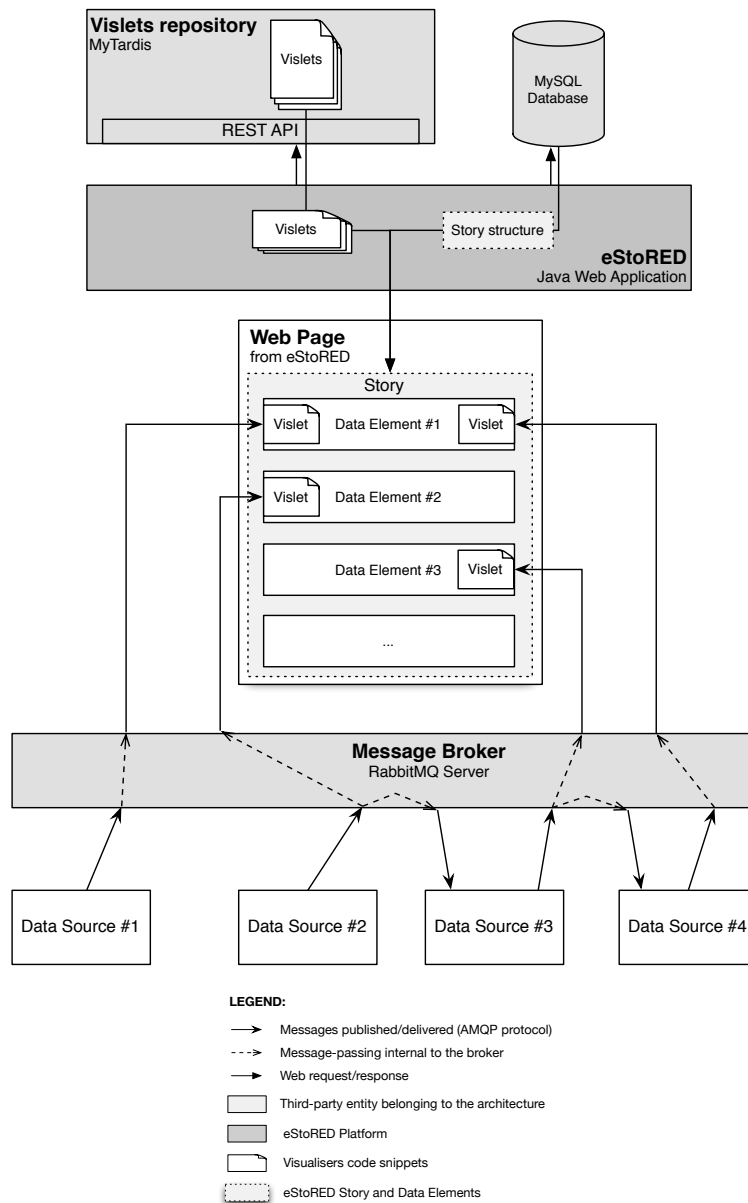 Vislets repository
MyTardis
Vislets
REST API
MySQL
Database
Vislets
Story structure
eStoRED
Java Web Application
Web Page
from eStoRED
Story
Vislet
Data Element #1
Vislet
Vislet
Data Element #2
Data Element #3
Vislet
...
Message Broker
RabbitMQ Server
Data Source #1
Data Source #2
Data Source #3
Data Source #4
LEGEND:
Messages published/delivered (AMQP protocol)
Message-passing internal to the broker
Web request/response
Third-party entity belonging to the architecture
eStoRED Platform
Visualisers code snippets
eStoRED Story and Data Elements